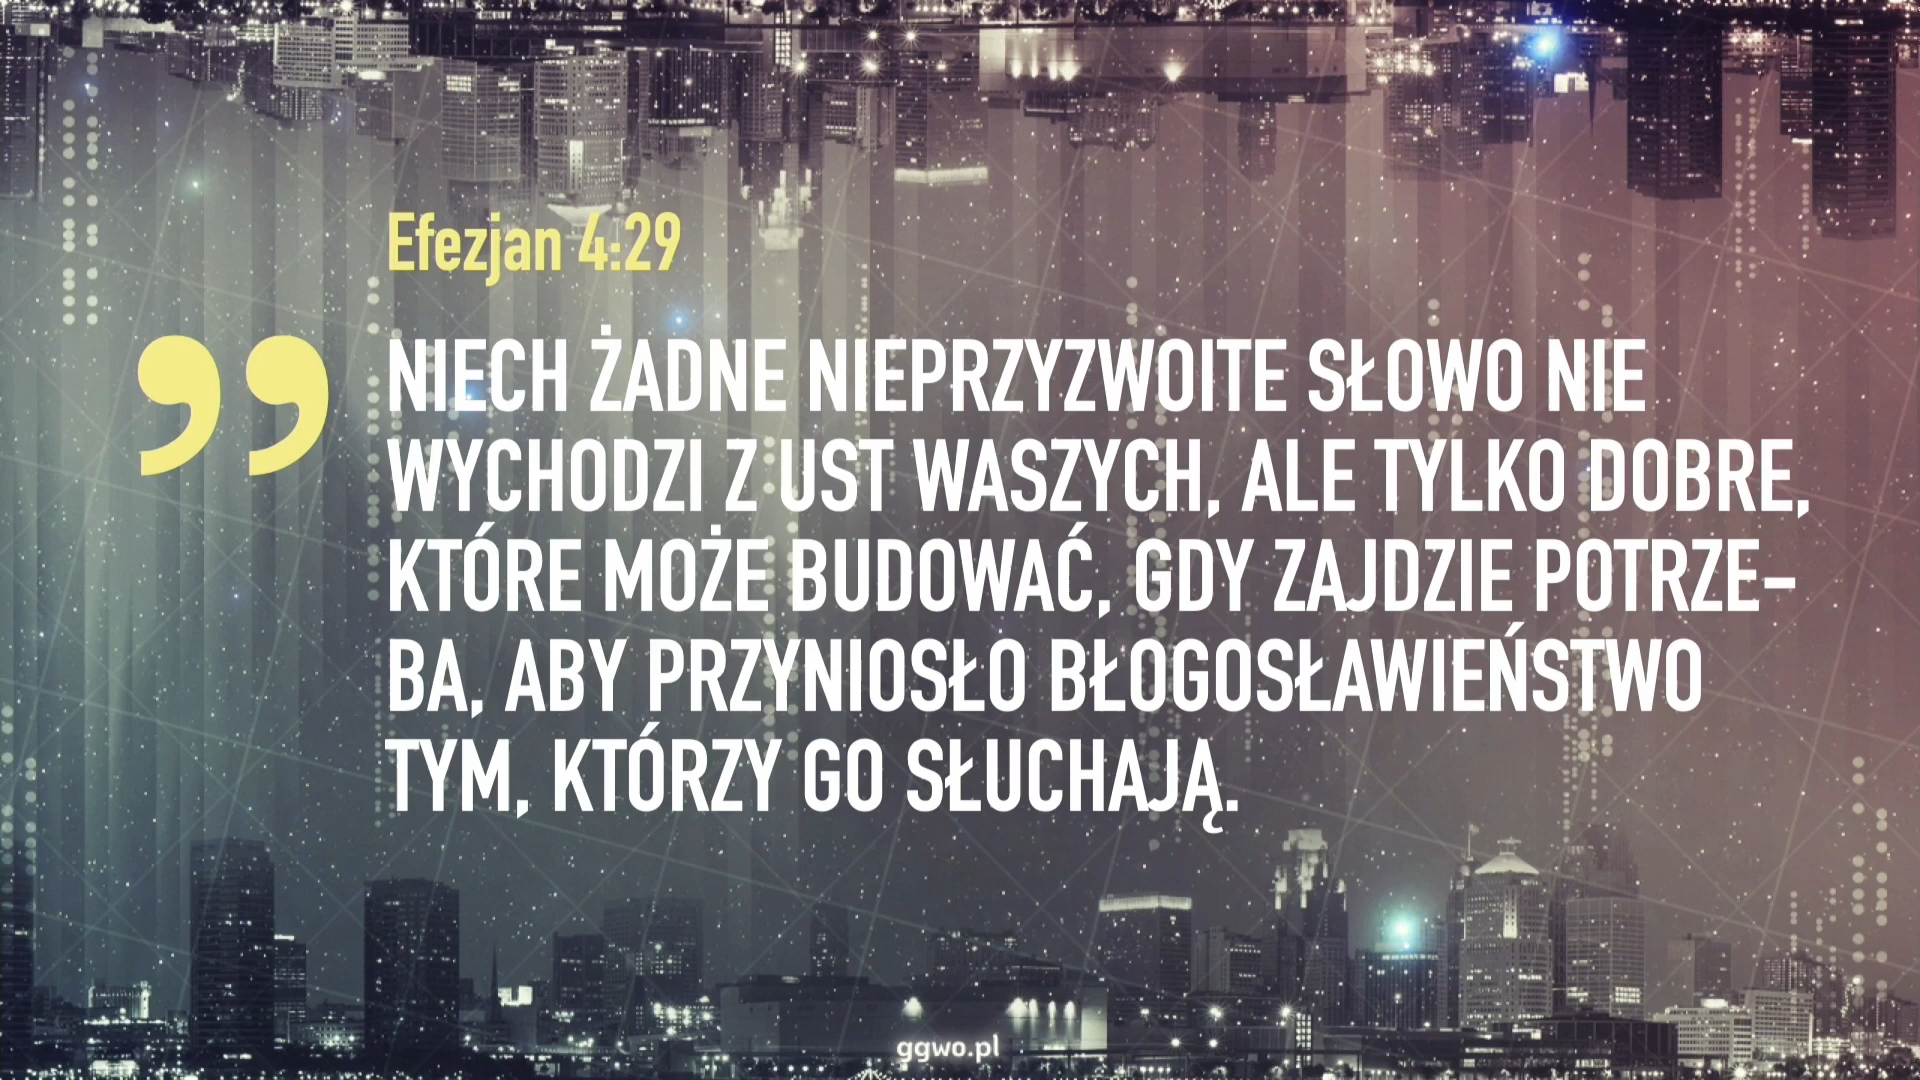 Efezjan 4:29
”
NIECH ŻADNE NIEPRZYZWOITE SŁOWO NIE
WYCHODZI Z UST WASZYCH, ALE TYLKO DOBRE,
KTÓRE MOŻE BUDOWAĆ, GDY ZAJDZIE POTRZE-
BA, ABY PRZYNIOSŁO BŁOGOSŁAWIEŃSTWO
TYM, KTÓRZY GO SŁUCHAJĄ.
ggwo.pl